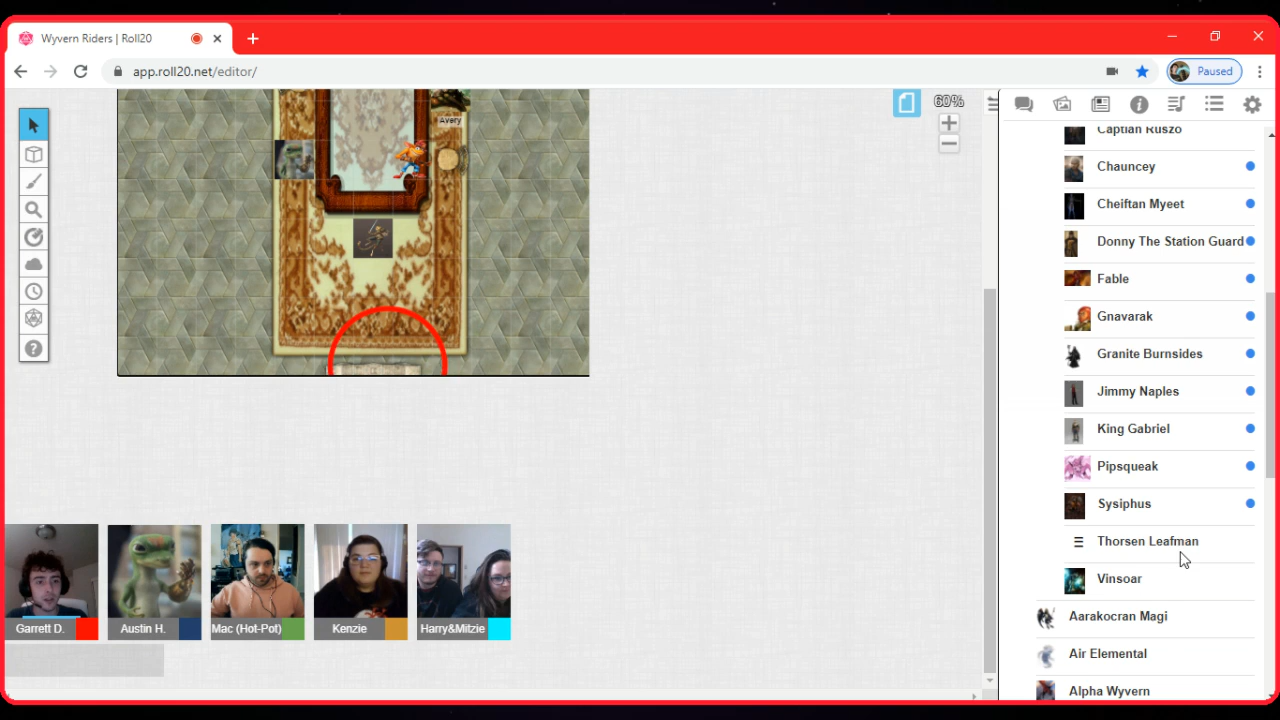 Wyvern Riders | Roll20
app.roll20.net/editor/
Paused
60%
Avery
Captian Ruszo
Chauncey
Cheiftan Myeet
Donny The Station Guard
Fable
Gnavarak
Granite Burnsides
Jimmy Naples
King Gabriel
Pipsqueak
Sysiphus
Thorsen Leafman
Vinsoar
Aarakocran Magi
Air Elemental
Alpha Wyvern
Garrett D.
Austin H.
Mac (Hot-Pot)
Kenzie
Harry&Mitzie